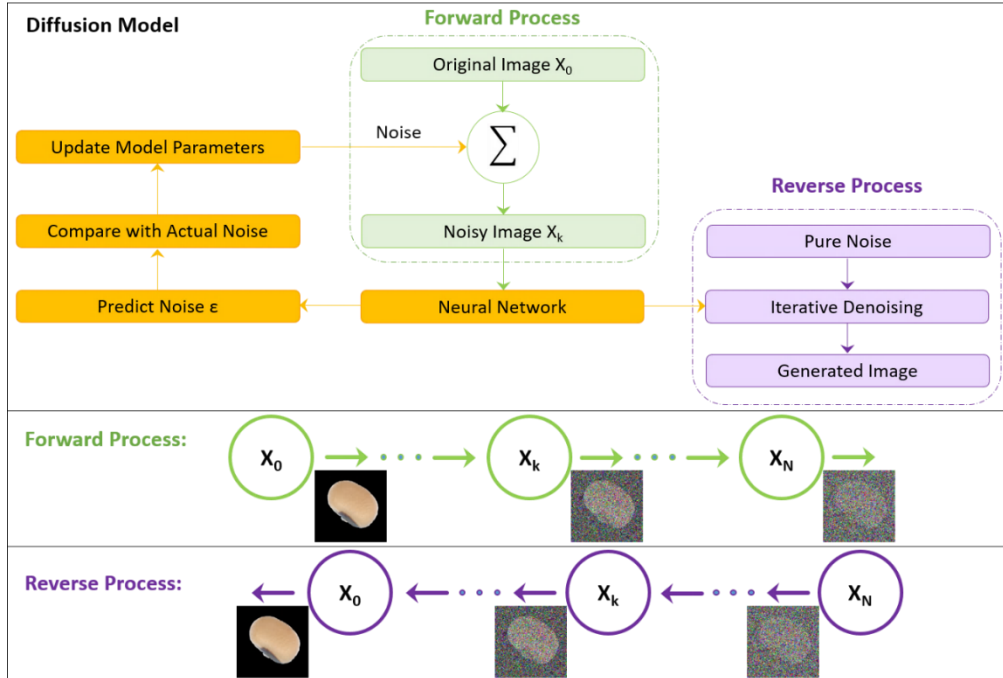 Diffusion Model
Forward Process
Original Image X₀
Noise
∑
Update Model Parameters
Reverse Process
Compare with Actual Noise
Noisy Image Xₖ
Pure Noise
Predict Noise ε
Neural Network
Iterative Denoising
Generated Image
Forward Process:
X₀
Xₖ
X_N
Reverse Process:
X₀
Xₖ
X_N